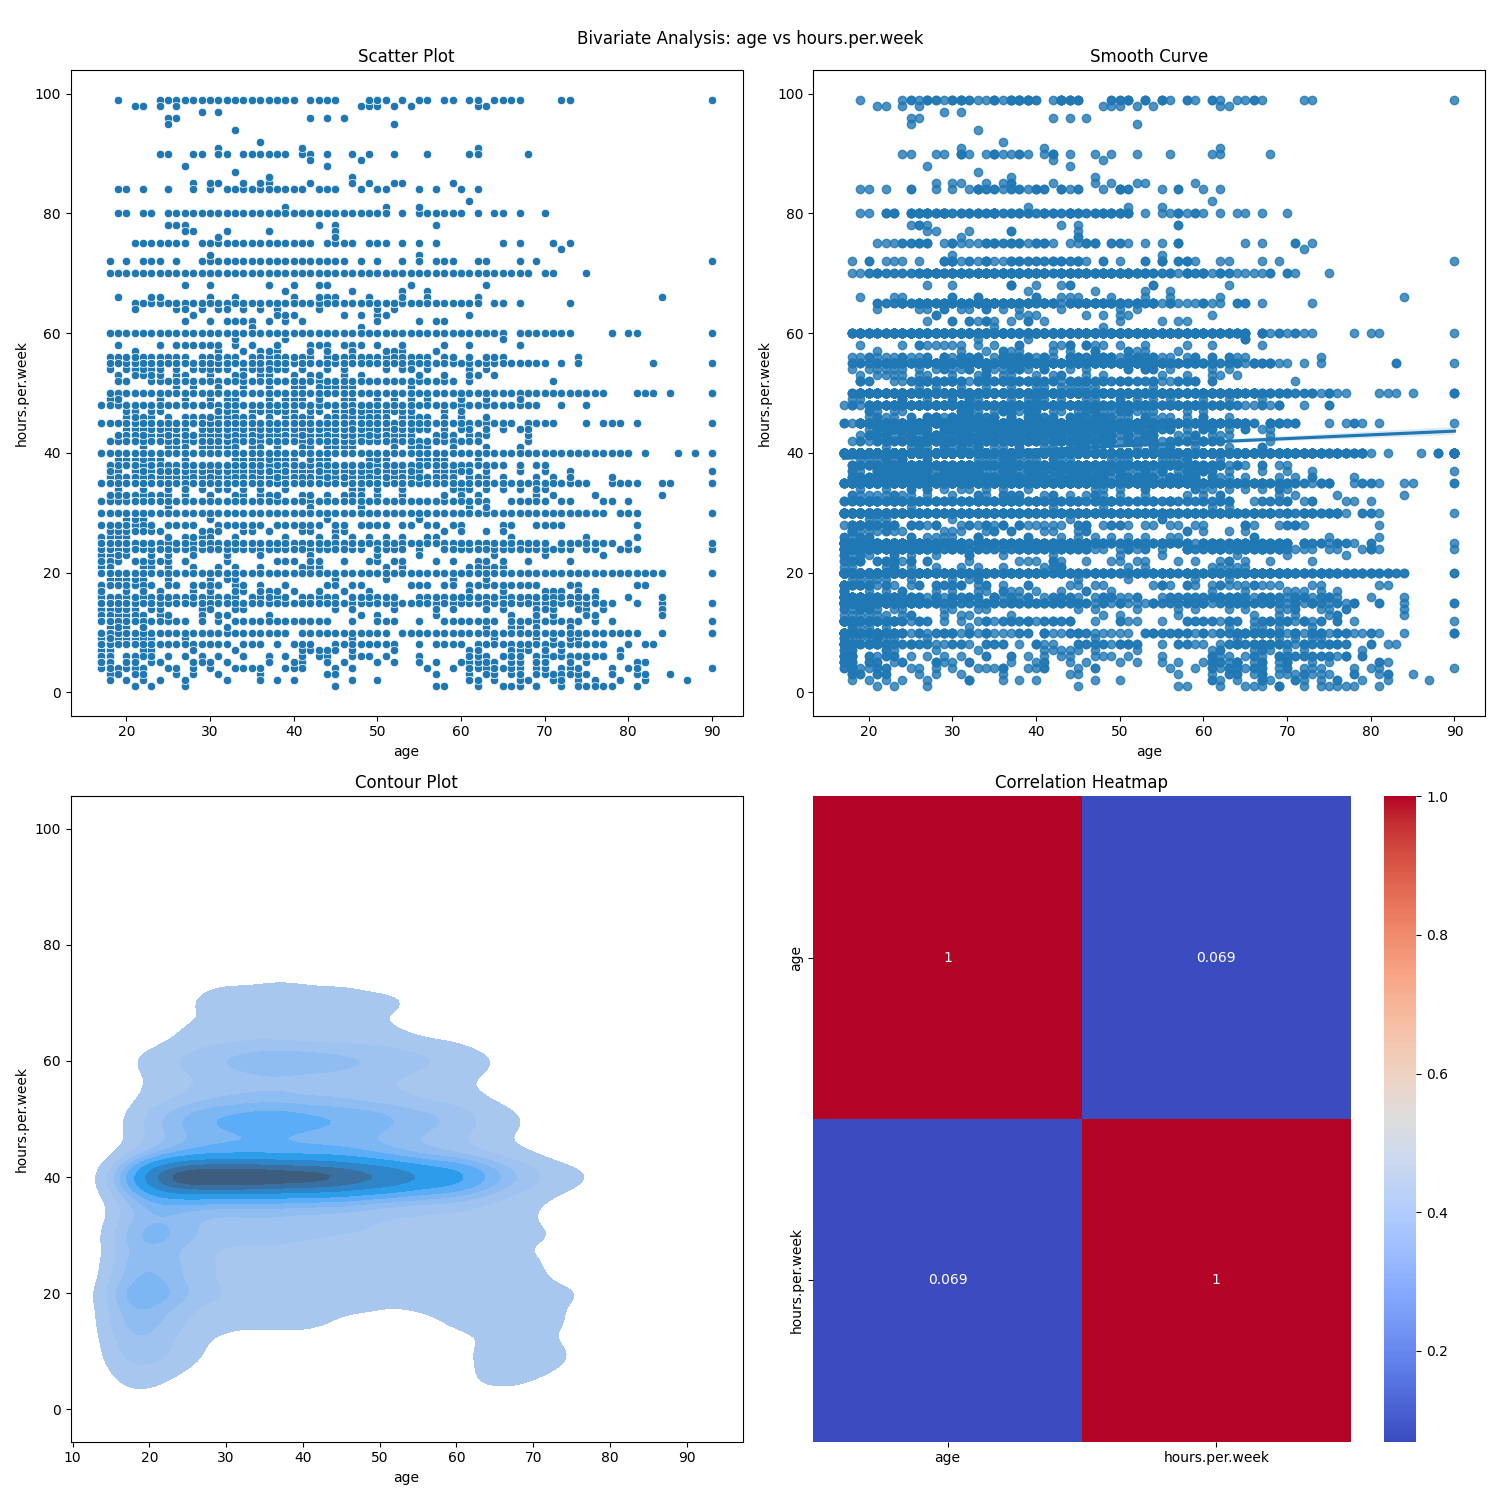 Bivariate Analysis: age vs hours.per.week
Scatter Plot
100
80
60
40
20
0
hours.per.week
20 30 40 50 60 70 80 90
age
Smooth Curve
100
80
60
40
20
0
hours.per.week
20 30 40 50 60 70 80 90
age
Contour Plot
100
80
60
40
20
0
hours.per.week
10 20 30 40 50 60 70 80 90
age
Correlation Heatmap
age
hours.per.week
1 0.069
0.069 1
age hours.per.week
1.0
0.8
0.6
0.4
0.2